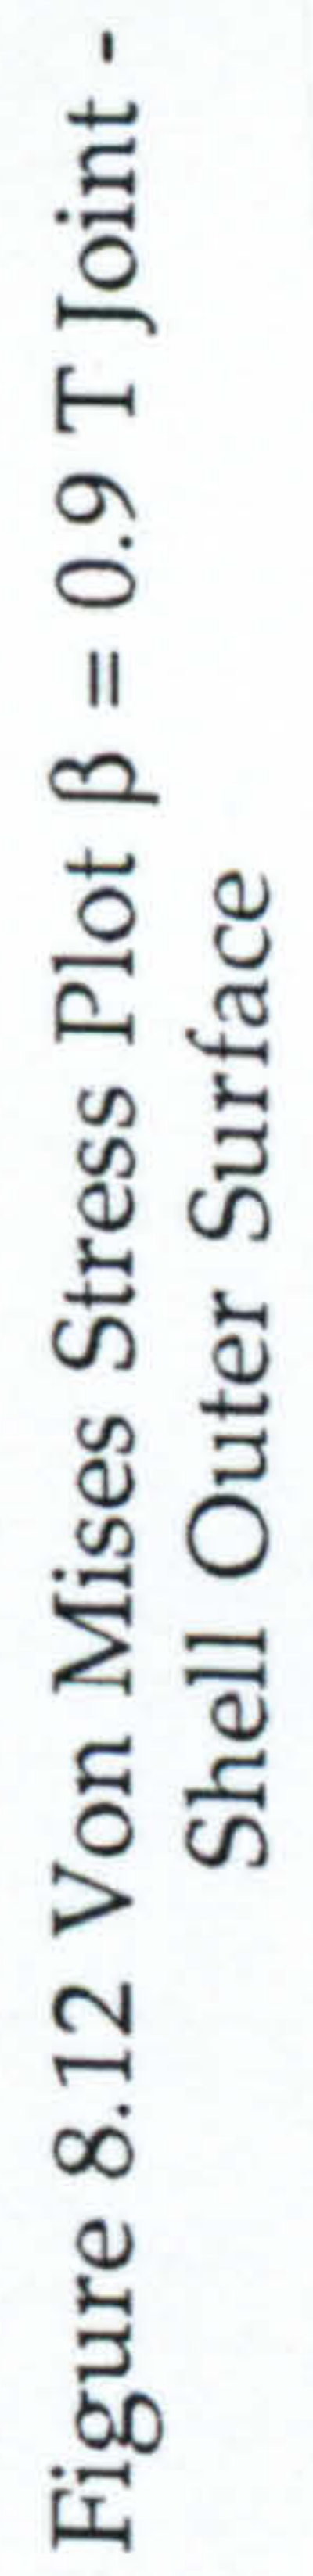 Figure 8.12 Von Mises Stress Plot β = 0.9 T Joint -
Shell Outer Surface